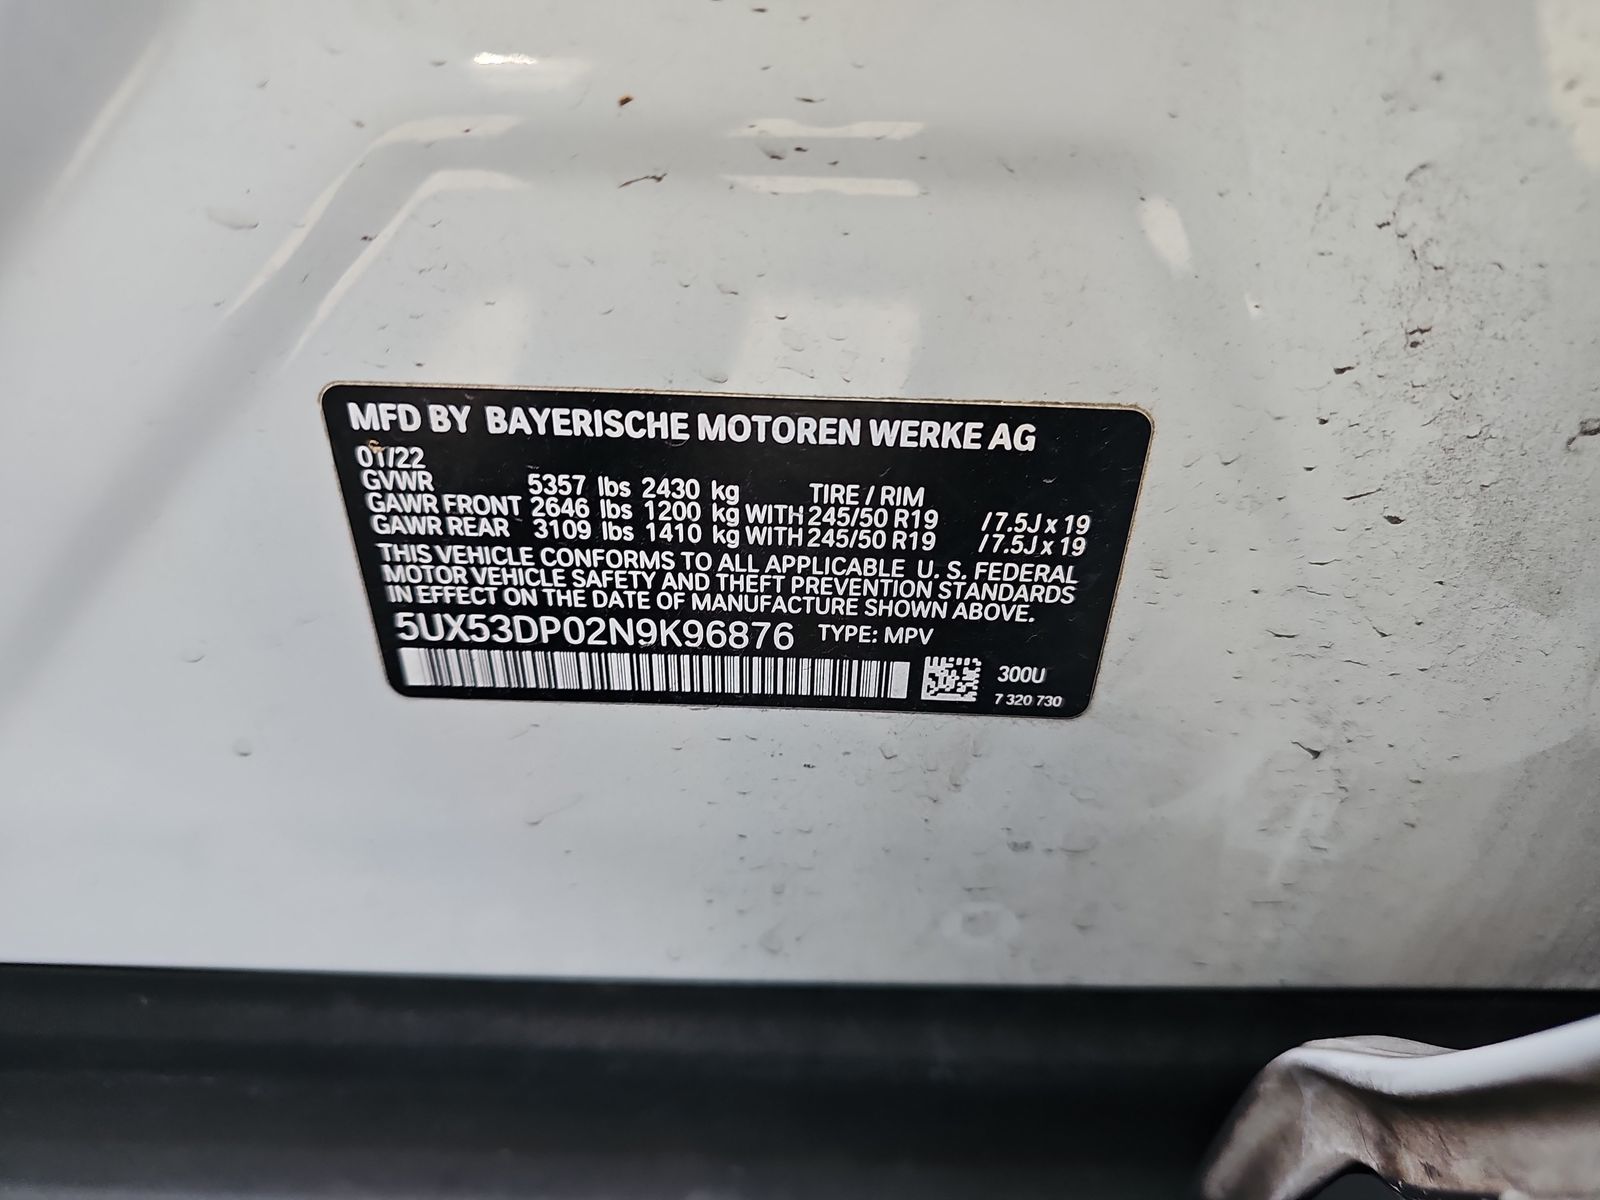 MFD BY BAYERISCHE MOTOREN WERKE AG
01/22
GVWR 5357 lbs 2430 kg TIRE / RIM
GAWR FRONT 2646 lbs 1200 kg WITH 245/50 R19 /7.5J x 19
GAWR REAR 3109 lbs 1410 kg WITH 245/50 R19 /7.5J x 19
THIS VEHICLE CONFORMS TO ALL APPLICABLE U. S. FEDERAL
MOTOR VEHICLE SAFETY AND THEFT PREVENTION STANDARDS
IN EFFECT ON THE DATE OF MANUFACTURE SHOWN ABOVE.
5UX53DP02N9K96876 TYPE: MPV
300U
7 320 730